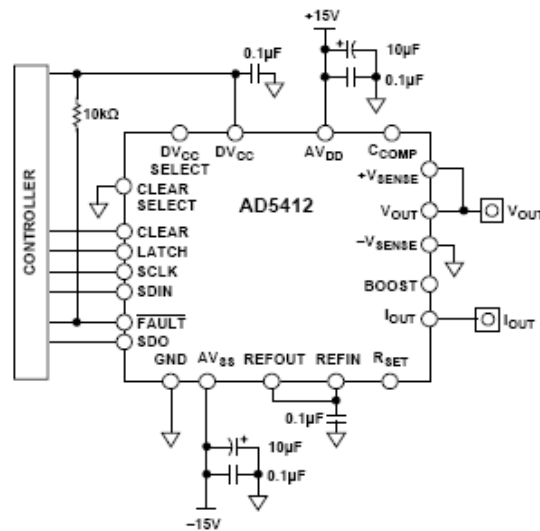 +15V
0.1µF
10µF
0.1µF
10kΩ
DVCC
SELECT
DVCC
AVDD
CCOMP
CLEAR
SELECT
AD5412
+VSENSE
VOUT
VOUT
CONTROLLER
CLEAR
LATCH
SCLK
SDIN
FAULT
SDO
−VSENSE
BOOST
IOUT
IOUT
GND
AVSS
REFOUT
REFIN
RSET
0.1µF
10µF
0.1µF
−15V